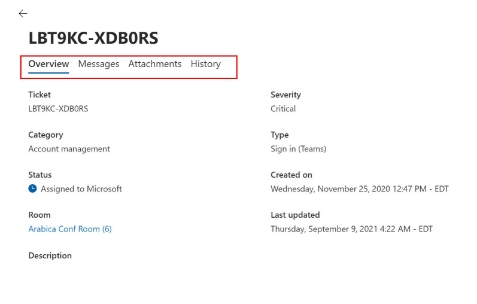 LBT9KC-XDB0RS
Overview Messages Attachments History
Ticket Severity
LBT9KC-XDB0RS Critical
Category Type
Account management Sign in (Teams)
Status Created on
Assigned to Microsoft Wednesday, November 25, 2020 12:47 PM - EDT
Room Last updated
Arabica Conf Room (6) Thursday, September 9, 2021 4:22 AM - EDT
Description